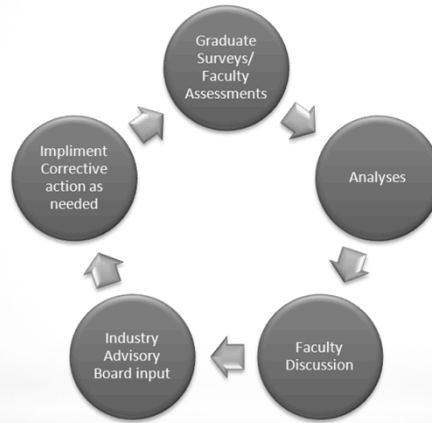 Graduate
Surveys/
Faculty
Assessments
Analyses
Faculty
Discussion
Industry
Advisory
Board input
Impliment
Corrective
action as
needed